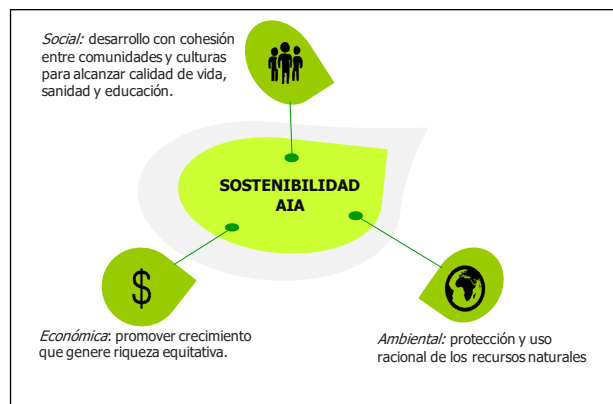 Social: desarrollo con cohesión
entre comunidades y culturas
para alcanzar calidad de vida,
sanidad y educación.
SOSTENIBILIDAD
AIA
$
Económica: promover crecimiento
que genere riqueza equitativa.
Ambiental: protección y uso
racional de los recursos naturales